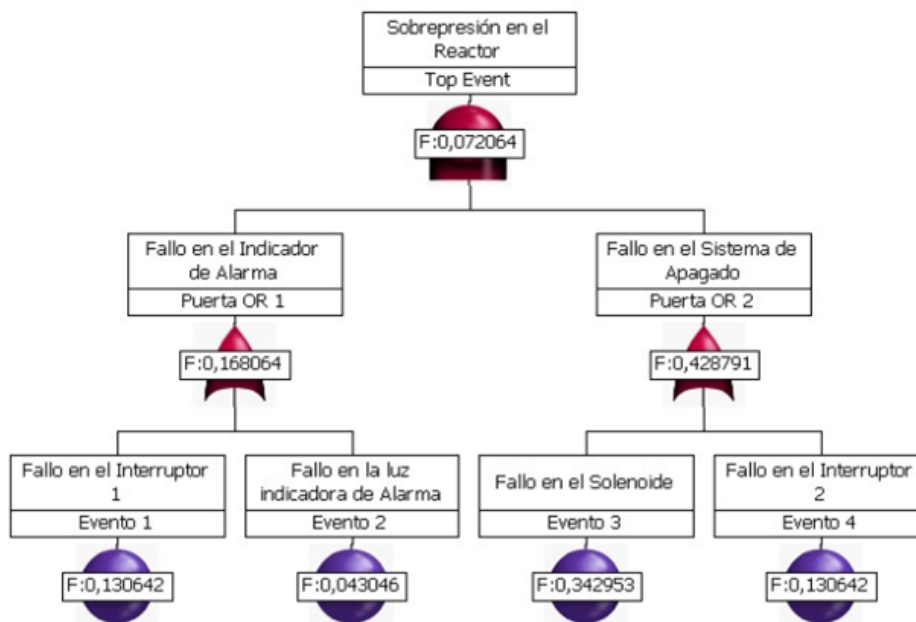 Sobrepresión en el
Reactor
Top Event
F:0,072064
Fallo en el Indicador
de Alarma
Puerta OR 1
F:0,168064
Fallo en el Sistema de
Apagado
Puerta OR 2
F:0,428791
Fallo en el Interruptor
1
Evento 1
F:0,130642
Fallo en la luz
indicadora de Alarma
Evento 2
F:0,043046
Fallo en el Solenoide
Evento 3
F:0,342953
Fallo en el Interruptor
2
Evento 4
F:0,130642